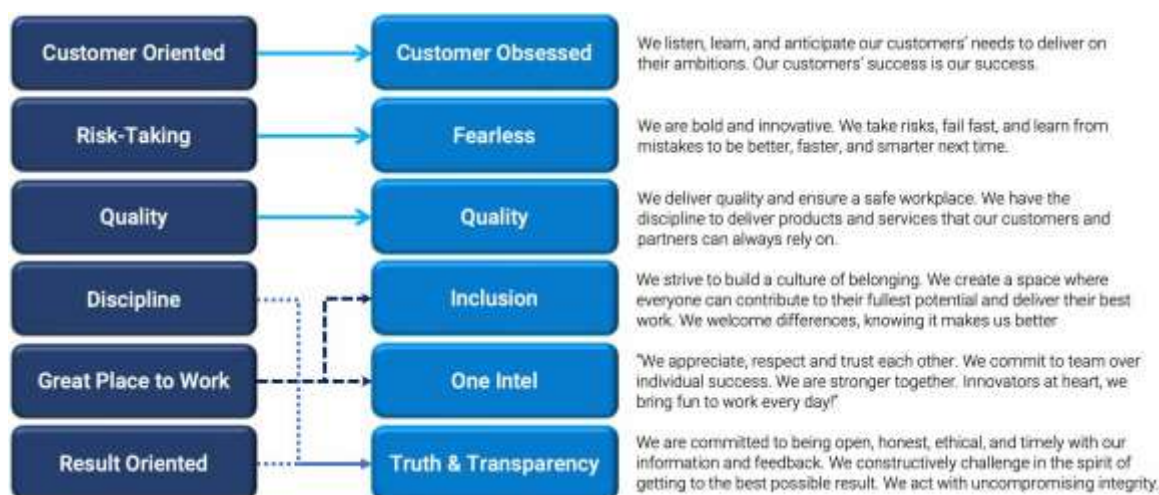 Customer Oriented
Customer Obsessed
We listen, learn, and anticipate our customers' needs to deliver on
their ambitions. Our customers' success is our success.
Risk-Taking
Fearless
We are bold and innovative. We take risks, fail fast, and learn from
mistakes to be better, faster, and smarter next time.
Quality
Quality
We deliver quality and ensure a safe workplace. We have the
discipline to deliver products and services that our customers and
partners can always rely on.
Discipline
Inclusion
We strive to build a culture of belonging. We create a space where
everyone can contribute to their fullest potential and deliver their best
work. We welcome differences, knowing it makes us better
Great Place to Work
One Intel
"We appreciate, respect and trust each other. We commit to team over
individual success. We are stronger together. Innovators at heart, we
bring fun to work every day!"
Result Oriented
Truth & Transparency
We are committed to being open, honest, ethical, and timely with our
information and feedback. We constructively challenge in the spirit of
getting to the best possible result. We act with uncompromising integrity.